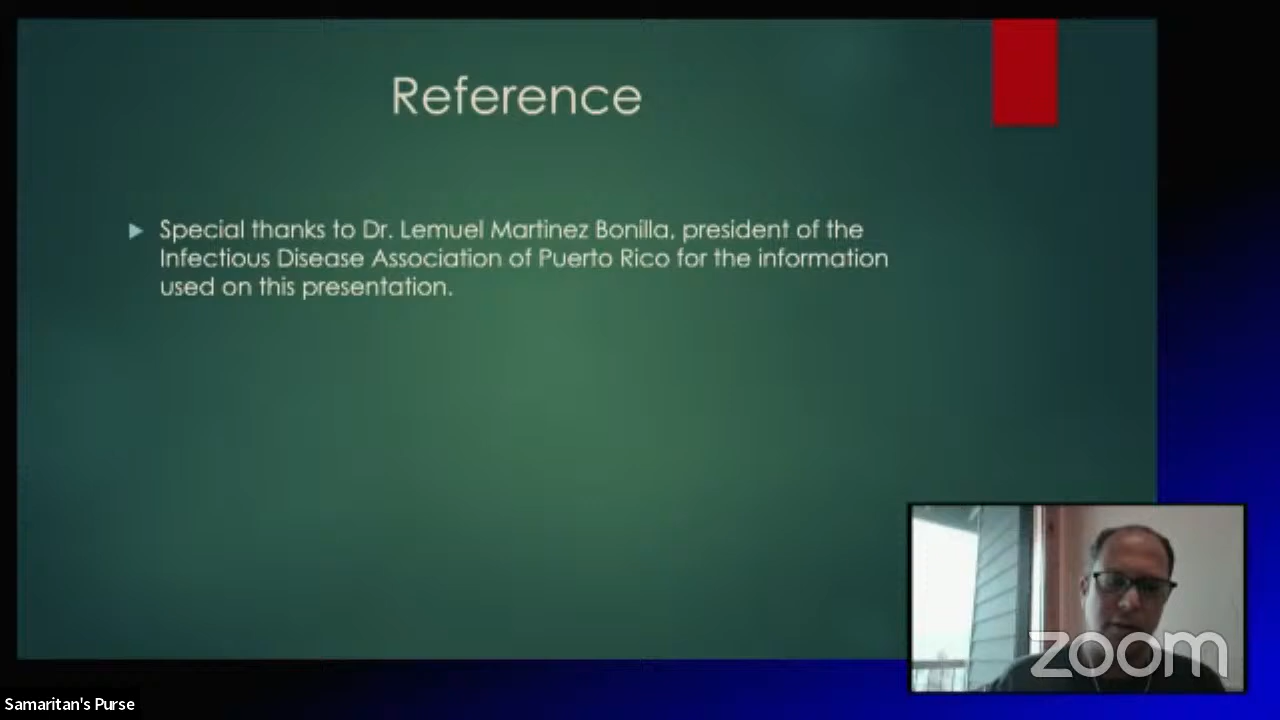 Reference
Special thanks to Dr. Lemuel Martinez Bonilla, president of the
Infectious Disease Association of Puerto Rico for the information
used on this presentation.
zoom
Samaritan's Purse